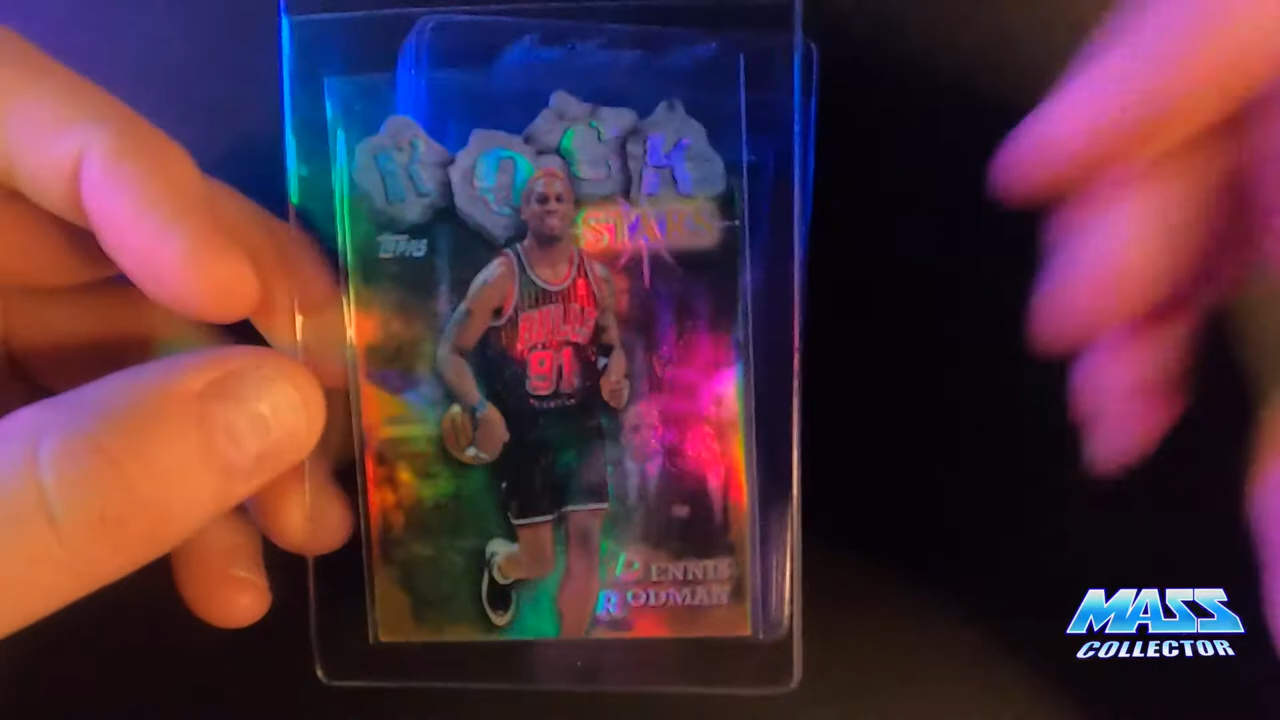 ROCK
STARS
TOPPS
BULLS
91
DENNIS
RODMAN
MASS
COLLECTOR